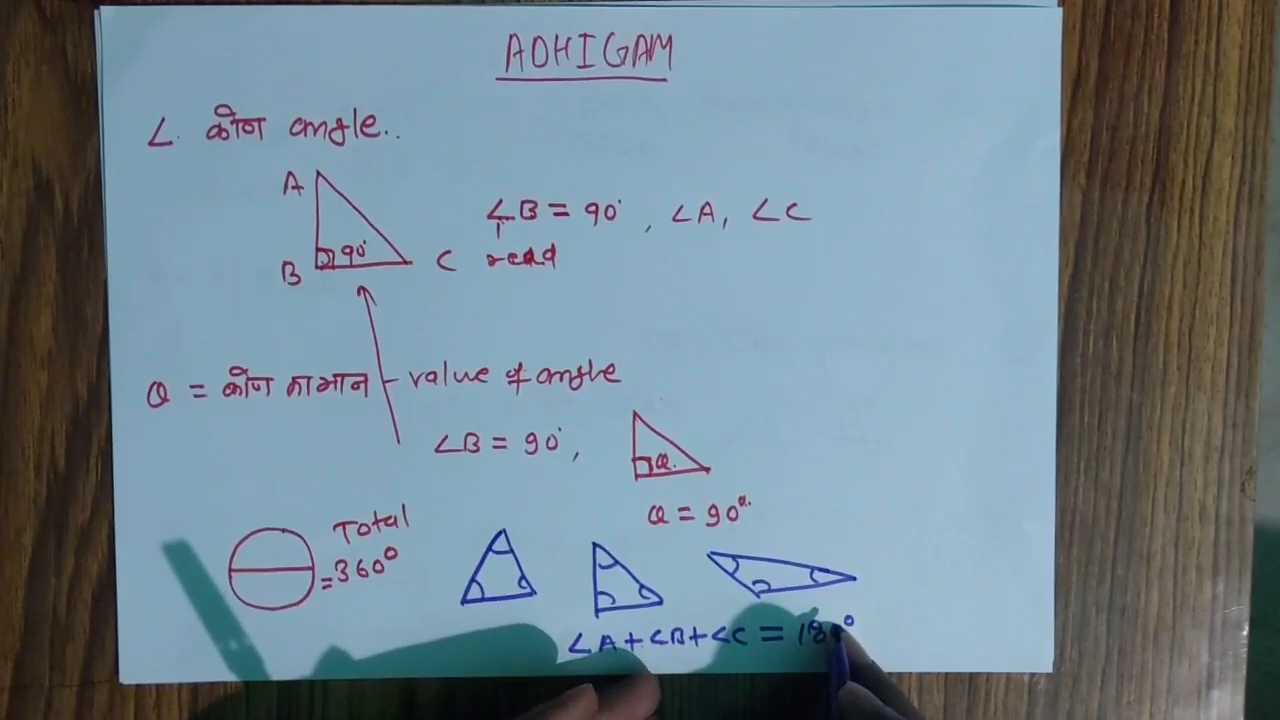 ADHIGAM
∠. कोण angle..
A
∠B = 90°, ∠A, ∠C
90°
B
C
read
θ = कोण का मान - value of angle
∠B = 90°,
θ.
θ = 90°
Total
= 360°
∠A + ∠B + ∠C = 180°